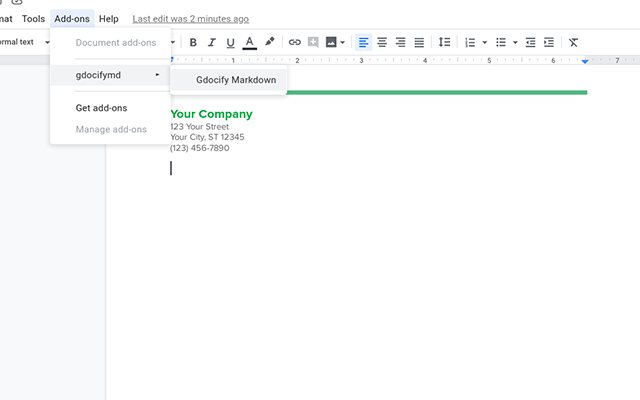 mat Tools Add-ons Help Last edit was 2 minutes ago
ormal text B I U A
Document add-ons
1 2 3 4 5 6 7
gdocifymd
Gdocify Markdown
Get add-ons
Manage add-ons
Your Company
123 Your Street
Your City, ST 12345
(123) 456-7890